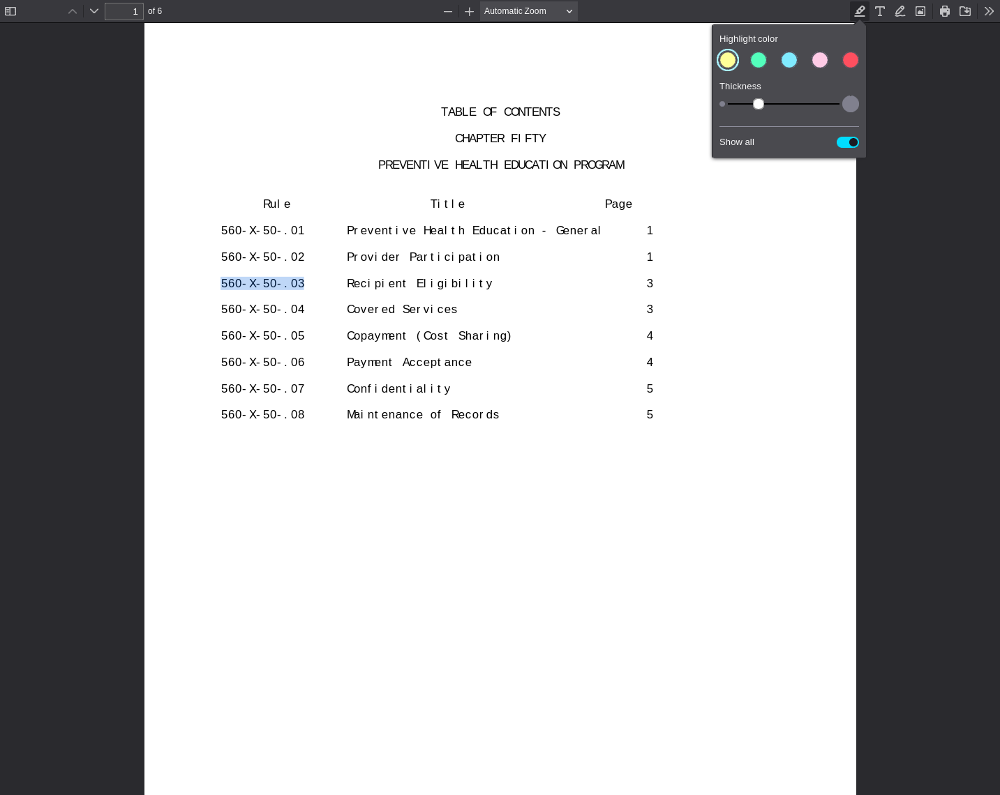 1 of 6 Automatic Zoom
Highlight color
Thickness
Show all
TABLE OF CONTENTS
CHAPTER FIFTY
PREVENTIVE HEALTH EDUCATION PROGRAM
Rule Title Page
560-X-50-.01 Preventive Health Education - General 1
560-X-50-.02 Provider Participation 1
560-X-50-.03 Recipient Eligibility 3
560-X-50-.04 Covered Services 3
560-X-50-.05 Copayment (Cost Sharing) 4
560-X-50-.06 Payment Acceptance 4
560-X-50-.07 Confidentiality 5
560-X-50-.08 Maintenance of Records 5